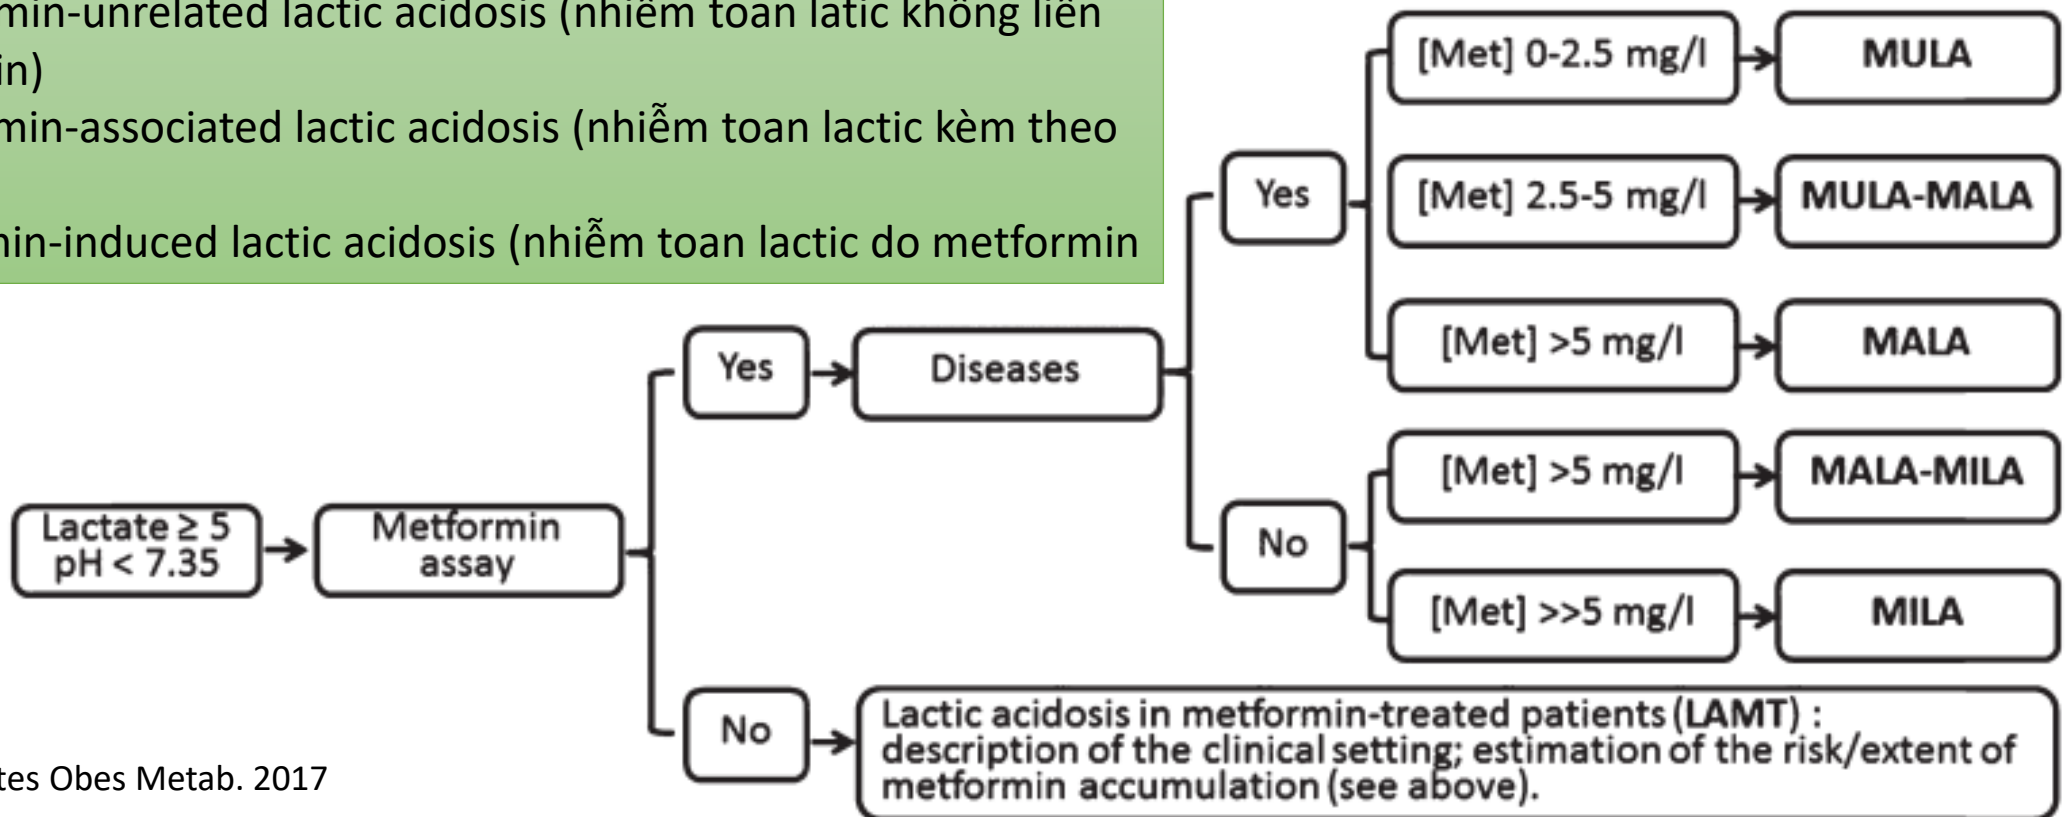 min-unrelated lactic acidosis (nhiễm toan latic không liên
in)
min-associated lactic acidosis (nhiễm toan lactic kèm theo
nin-induced lactic acidosis (nhiễm toan lactic do metformin
[Met] 0-2.5 mg/l
MULA
Yes
[Met] 2.5-5 mg/l
MULA-MALA
[Met] >5 mg/l
MALA
Yes
Diseases
[Met] >5 mg/l
MALA-MILA
Lactate ≥ 5
pH < 7.35
Metformin
assay
No
[Met] >>5 mg/l
MILA
No
Lactic acidosis in metformin-treated patients (LAMT) :
description of the clinical setting; estimation of the risk/extent of
metformin accumulation (see above).
tes Obes Metab. 2017